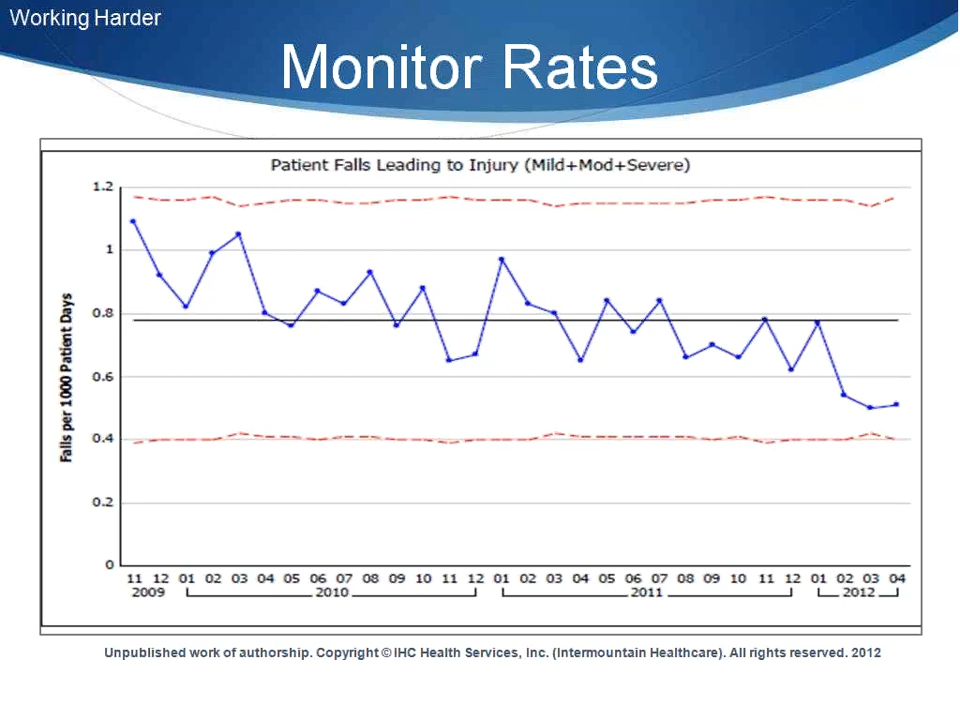 Working Harder
Monitor Rates
Patient Falls Leading to Injury (Mild+Mod+Severe)
Falls per 1000 Patient Days
1.2
1
0.8
0.6
0.4
0.2
0
11 12 01 02 03 04 05 06 07 08 09 10 11 12 01 02 03 04 05 06 07 08 09 10 11 12 01 02 03 04
2009 2010 2011 2012
Unpublished work of authorship. Copyright © IHC Health Services, Inc. (Intermountain Healthcare). All rights reserved. 2012